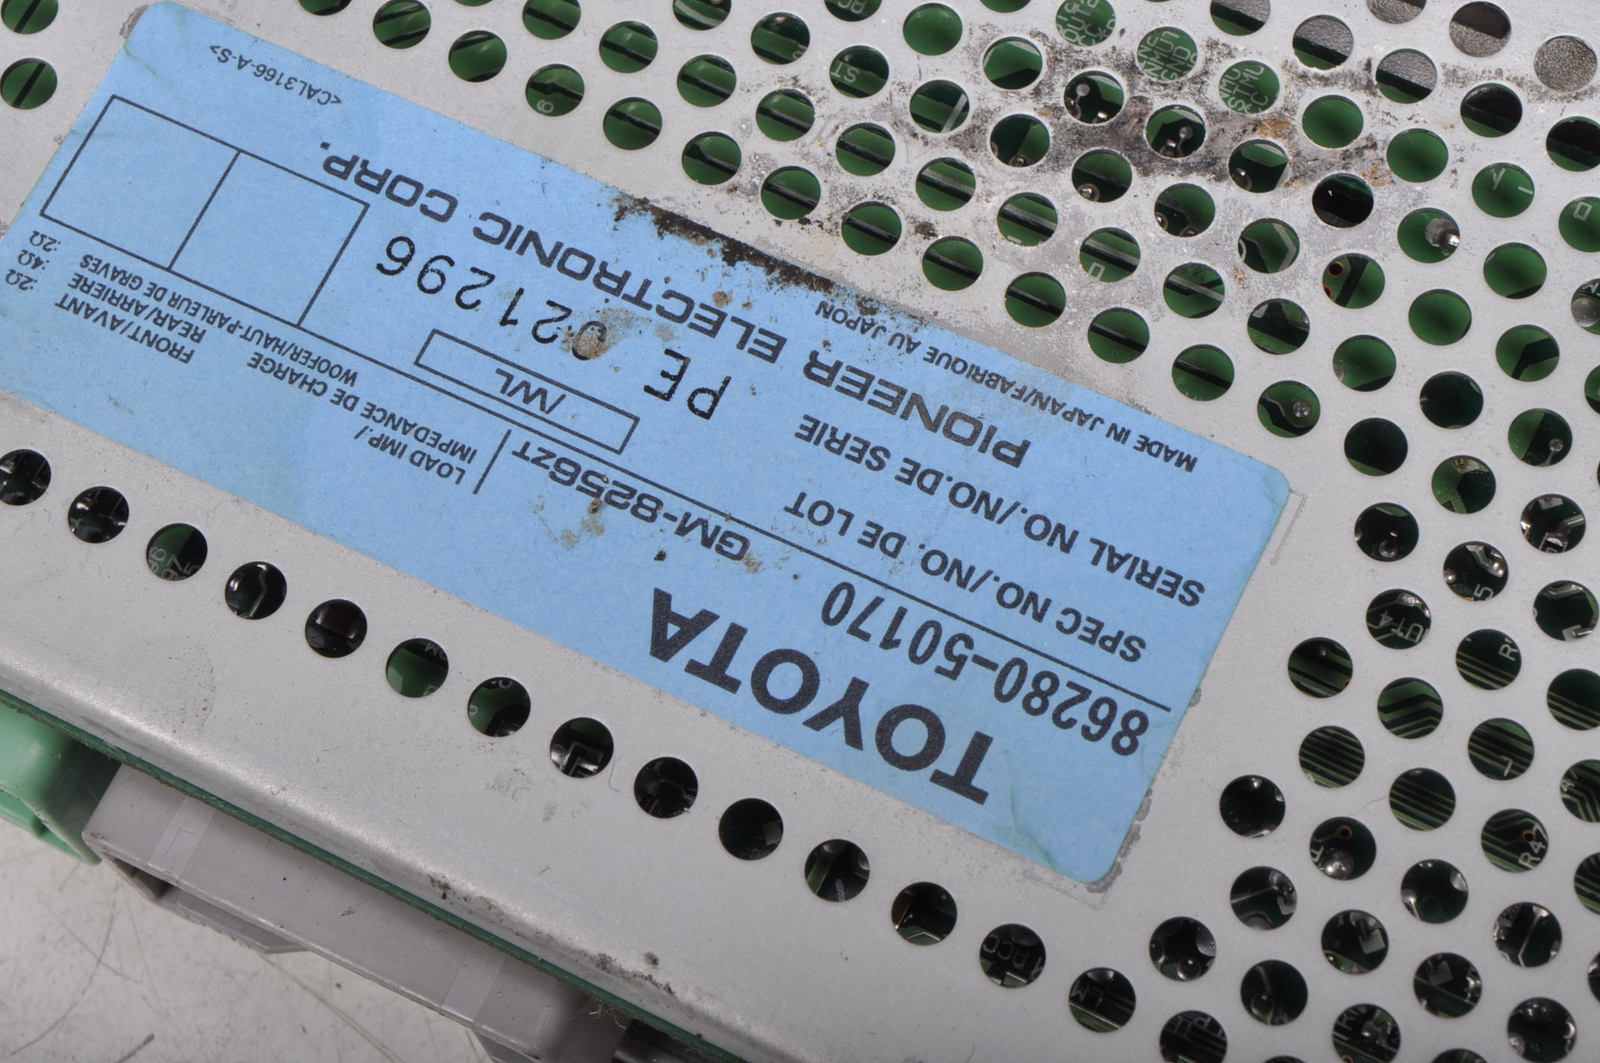 TOYOTA
86280-50170
SPEC NO./NO. DE LOT
GM-8256zT
SERIAL NO./NO.DE SERIE
/WL
PE 021296
PIONEER ELECTRONIC CORP.
MADE IN JAPAN/FABRIQUE AU JAPON
LOAD IMP./
IMPEDANCE DE CHARGE
FRONT/AVANT :2Ω
REAR/ARRIERE :4Ω
WOOFER/HAUT-PARLEUR DE GRAVES :2Ω
<CAL3166-A-S>
UT4
R47